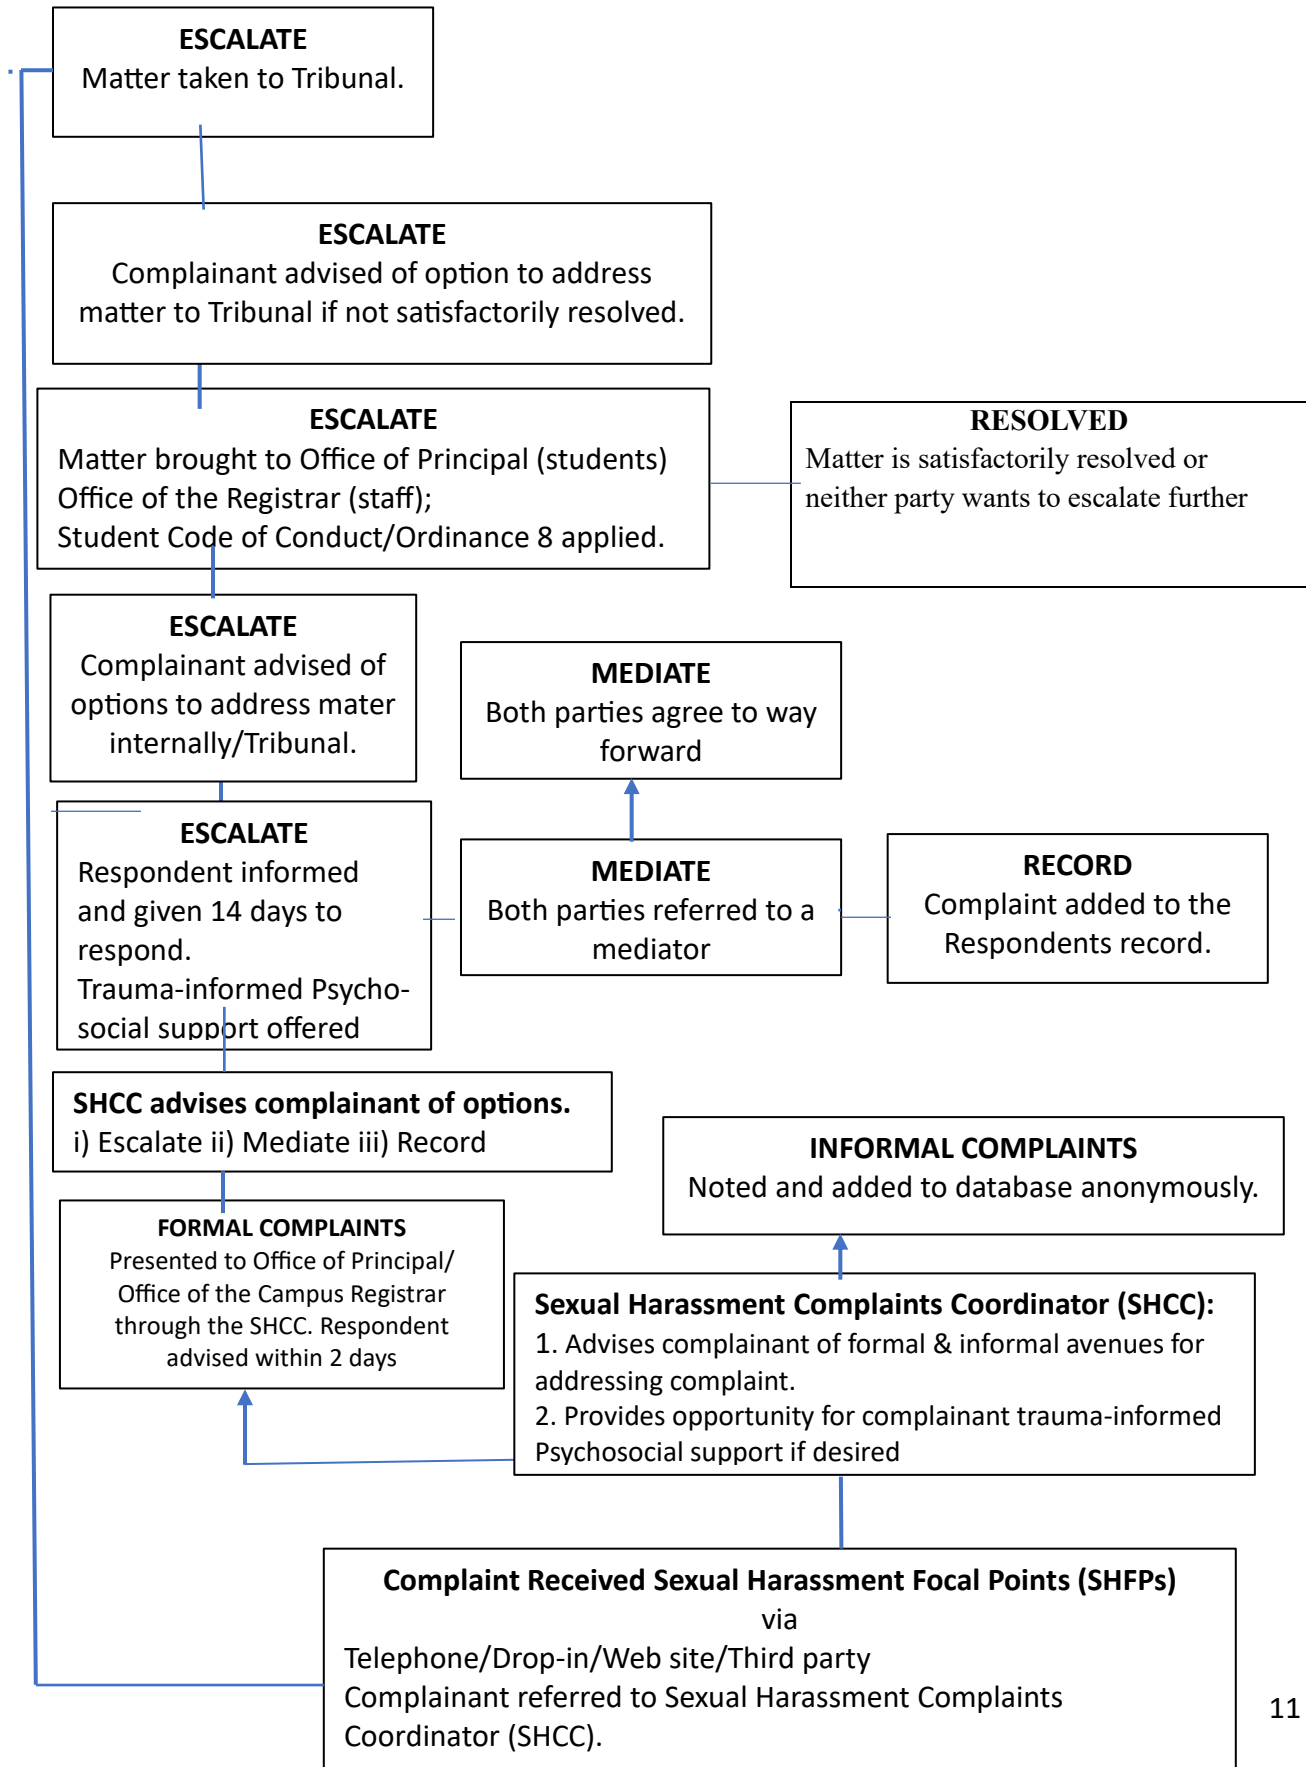 ESCALATE
Matter taken to Tribunal.
ESCALATE
Complainant advised of option to address
matter to Tribunal if not satisfactorily resolved.
ESCALATE
Matter brought to Office of Principal (students)
Office of the Registrar (staff);
Student Code of Conduct/Ordinance 8 applied.
RESOLVED
Matter is satisfactorily resolved or
neither party wants to escalate further
ESCALATE
Complainant advised of
options to address mater
internally/Tribunal.
MEDIATE
Both parties agree to way
forward
ESCALATE
Respondent informed
and given 14 days to
respond.
Trauma-informed Psycho-
social support offered
MEDIATE
Both parties referred to a
mediator
RECORD
Complaint added to the
Respondents record.
SHCC advises complainant of options.
i) Escalate ii) Mediate iii) Record
INFORMAL COMPLAINTS
Noted and added to database anonymously.
FORMAL COMPLAINTS
Presented to Office of Principal/
Office of the Campus Registrar
through the SHCC. Respondent
advised within 2 days
Sexual Harassment Complaints Coordinator (SHCC):
1. Advises complainant of formal & informal avenues for
addressing complaint.
2. Provides opportunity for complainant trauma-informed
Psychosocial support if desired
Complaint Received Sexual Harassment Focal Points (SHFPs)
via
Telephone/Drop-in/Web site/Third party
Complainant referred to Sexual Harassment Complaints
Coordinator (SHCC).
11